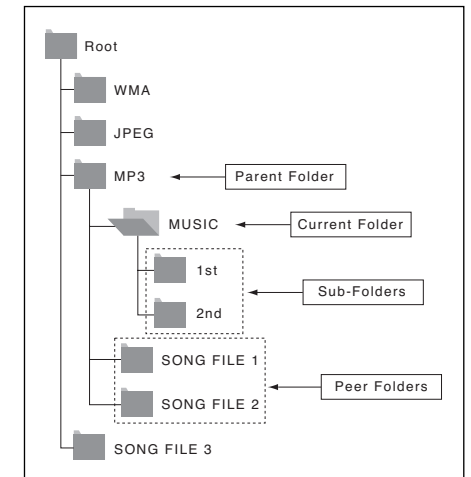 Root
WMA
JPEG
MP3
Parent Folder
MUSIC
Current Folder
1st
Sub-Folders
2nd
SONG FILE 1
Peer Folders
SONG FILE 2
SONG FILE 3